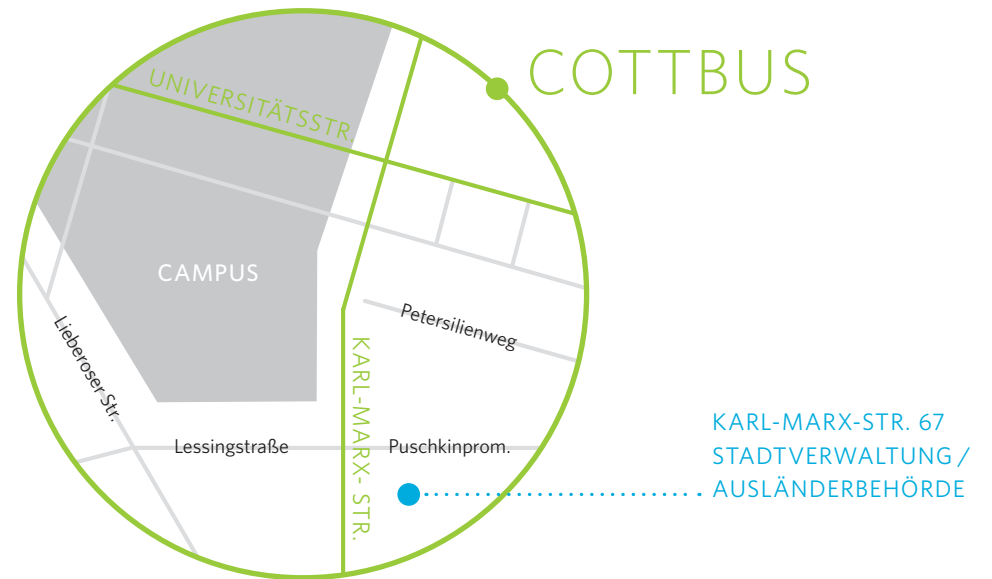 COTTBUS
UNIVERSITÄTSSTR.
CAMPUS
Petersilienweg
Lieberoser Str.
KARL-MARX- STR.
Lessingstraße
Puschkinprom.
KARL-MARX-STR. 67
STADTVERWALTUNG /
AUSLÄNDERBEHÖRDE